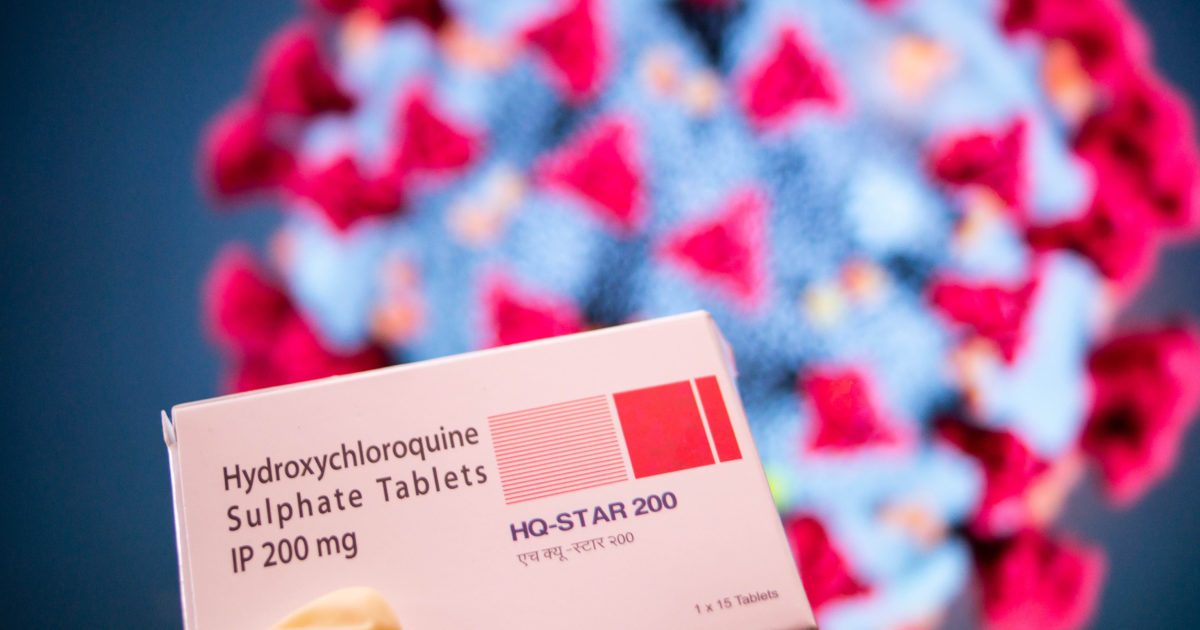 Hydroxychloroquine
Sulphate Tablets
IP 200 mg
HQ-STAR 200
एच क्यू-स्टार २००
1 x 15 Tablets